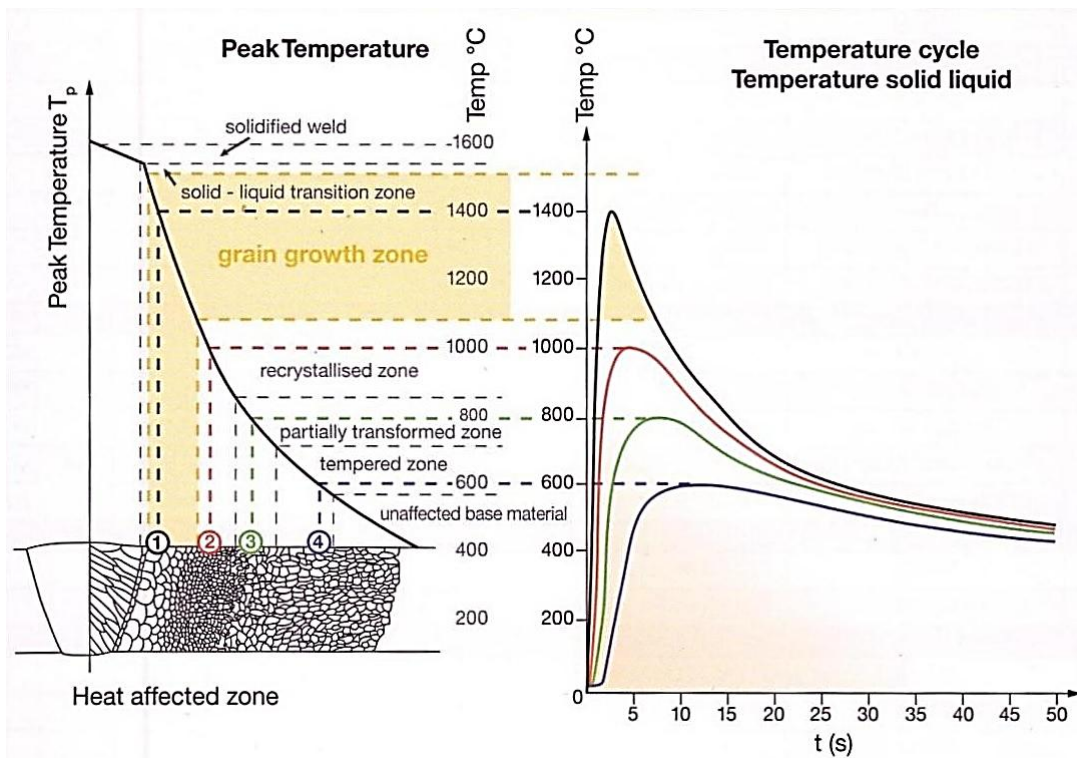 Peak Temperature
Temp °C
Peak Temperature Tp
solidified weld
1600
solid - liquid transition zone
1400
grain growth zone
1200
1000
recrystallised zone
800
partially transformed zone
tempered zone
600
unaffected base material
1 2 3 4
400
200
Heat affected zone
Temp °C
Temperature cycle
Temperature solid liquid
1400
1200
1000
800
600
400
200
0
5 10 15 20 25 30 35 40 45 50
t (s)